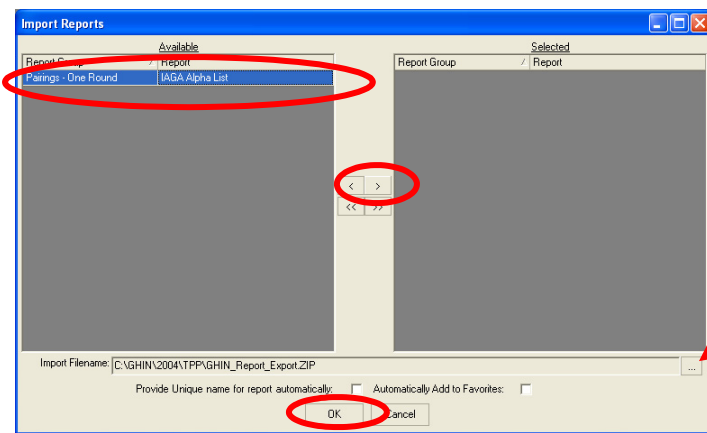 Import Reports
Available Selected
Report Group / Report Report Group / Report
Pairings - One Round IAGA Alpha List
< >
<< >>
Import Filename: C:\GHIN\2004\TPP\GHIN_Report_Export.ZIP ...
Provide Unique name for report automatically: Automatically Add to Favorites:
OK Cancel